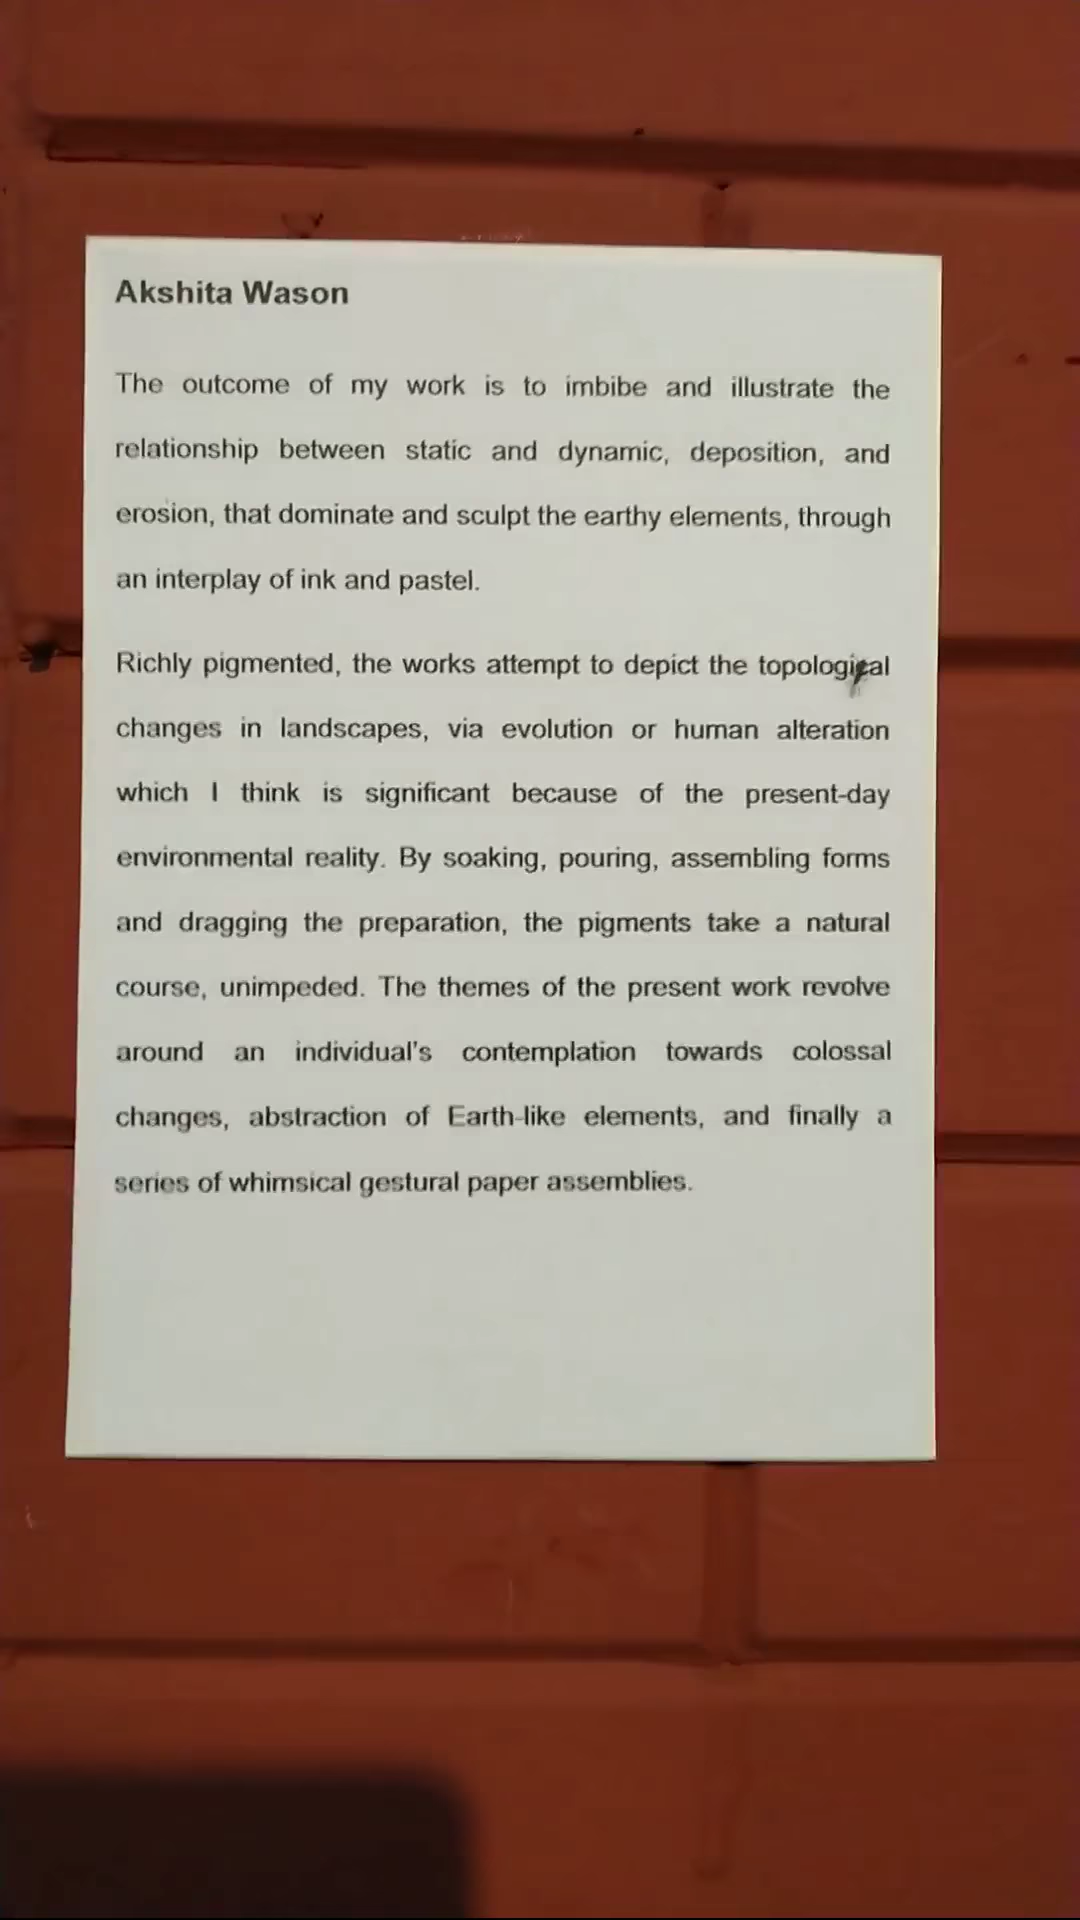 Akshita Wason
The outcome of my work is to imbibe and illustrate the
relationship between static and dynamic, deposition, and
erosion, that dominate and sculpt the earthy elements, through
an interplay of ink and pastel.
Richly pigmented, the works attempt to depict the topological
changes in landscapes, via evolution or human alteration
which I think is significant because of the present-day
environmental reality. By soaking, pouring, assembling forms
and dragging the preparation, the pigments take a natural
course, unimpeded. The themes of the present work revolve
around an individual's contemplation towards colossal
changes, abstraction of Earth-like elements, and finally a
series of whimsical gestural paper assemblies.